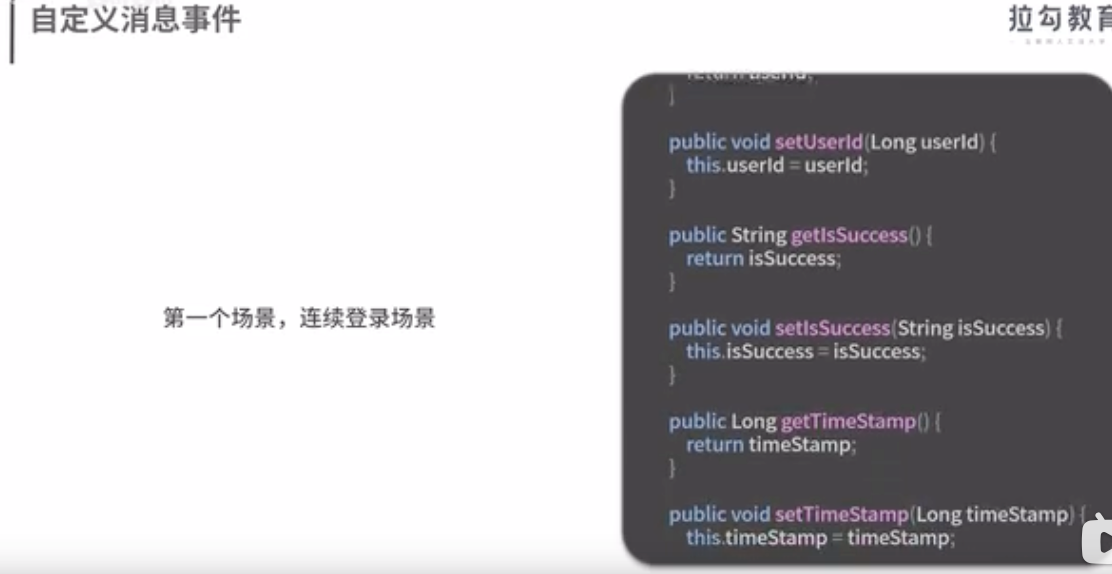 自定义消息事件
拉勾教育
第一个场景，连续登录场景
return userId;
}
public void setUserId(Long userId) {
this.userId = userId;
}
public String getIsSuccess() {
return isSuccess;
}
public void setIsSuccess(String isSuccess) {
this.isSuccess = isSuccess;
}
public Long getTimeStamp() {
return timeStamp;
}
public void setTimeStamp(Long timeStamp) {
this.timeStamp = timeStamp;